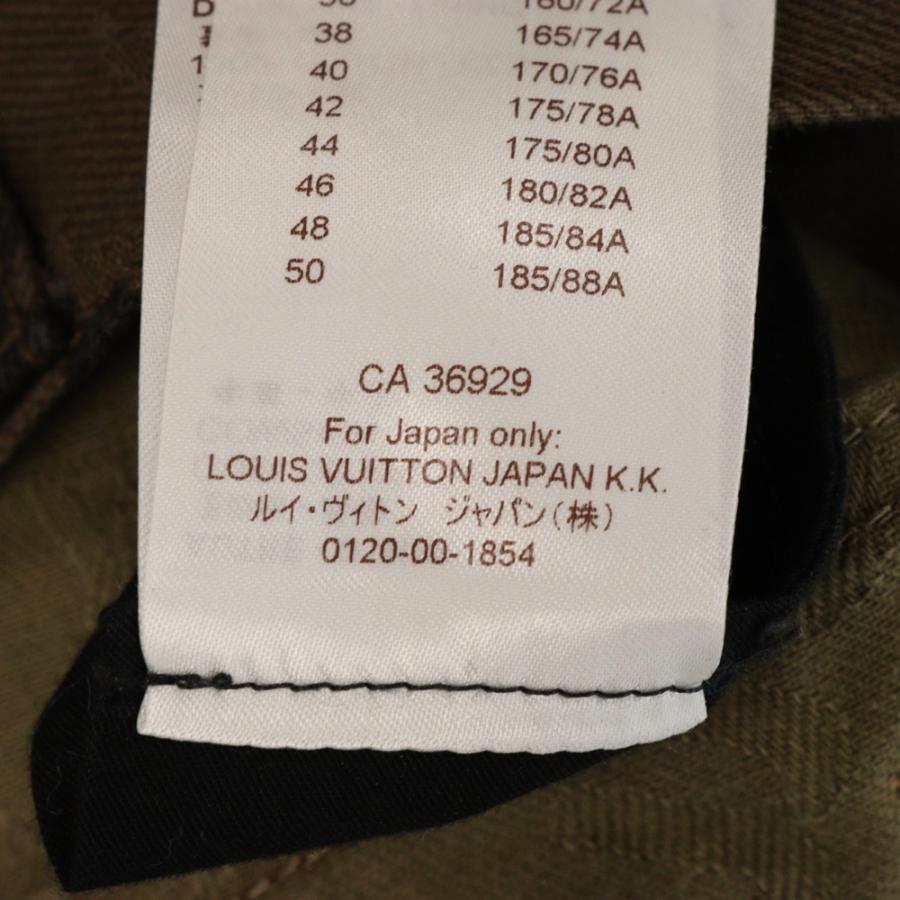 D
38 165/74A
1 40 170/76A
42 175/78A
44 175/80A
46 180/82A
48 185/84A
50 185/88A
CA 36929
For Japan only:
LOUIS VUITTON JAPAN K.K.
ルイ・ヴィトン ジャパン(株)
0120-00-1854